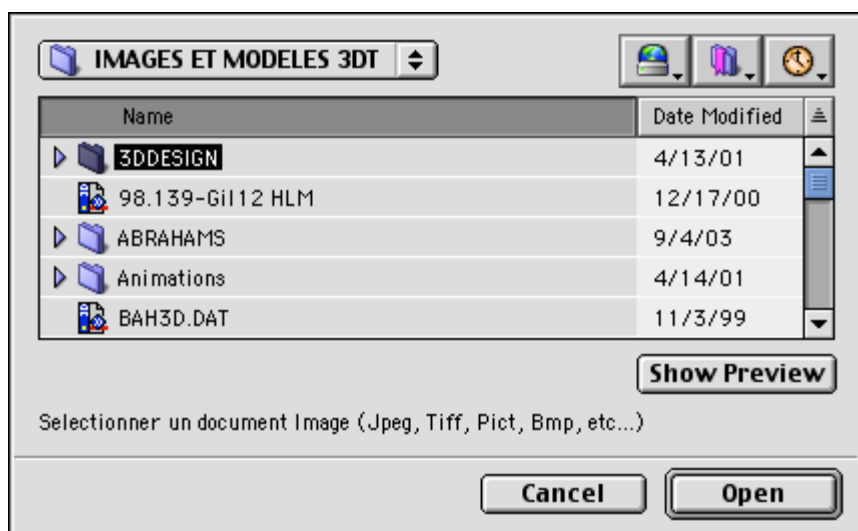 IMAGES ET MODELES 3DT
Name Date Modified
3DDESIGN 4/13/01
98.139-Gil12 HLM 12/17/00
ABRAHAMS 9/4/03
Animations 4/14/01
BAH3D.DAT 11/3/99
Show Preview
Selectionner un document Image (Jpeg, Tiff, Pict, Bmp, etc...)
Cancel Open